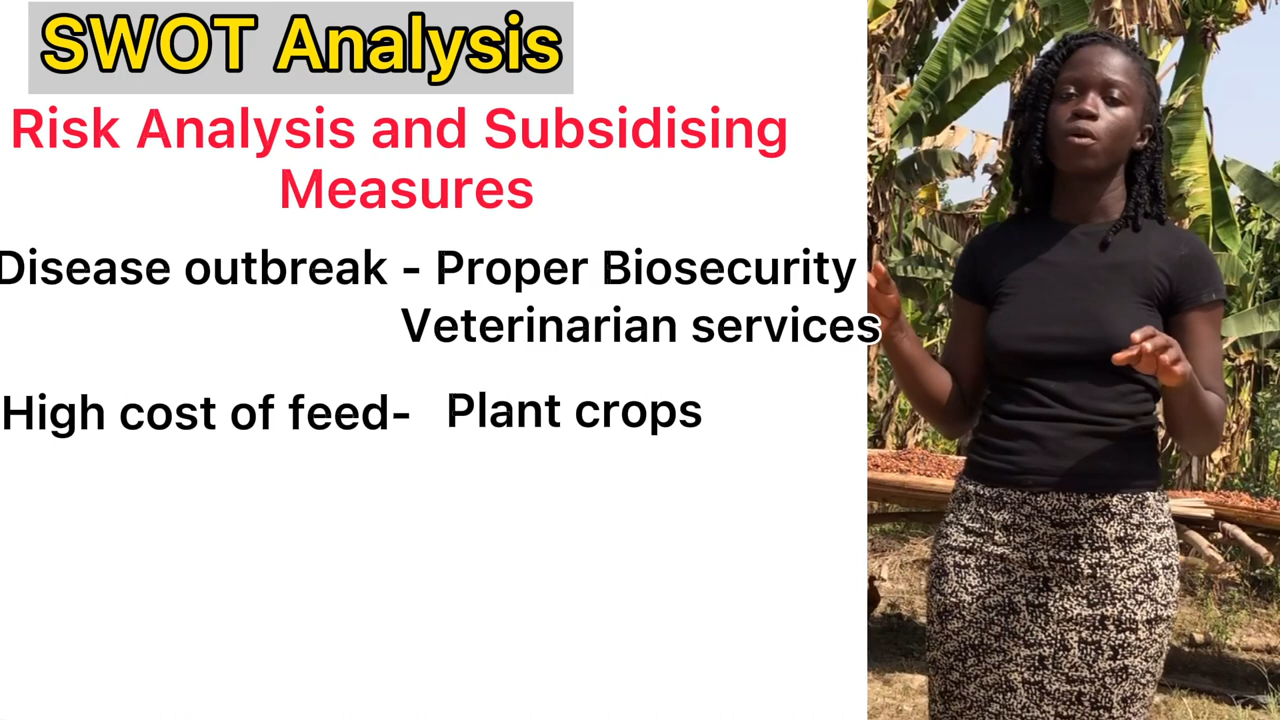 SWOT Analysis
Risk Analysis and Subsidising
Measures
Disease outbreak - Proper Biosecurity
Veterinarian services
High cost of feed- Plant crops